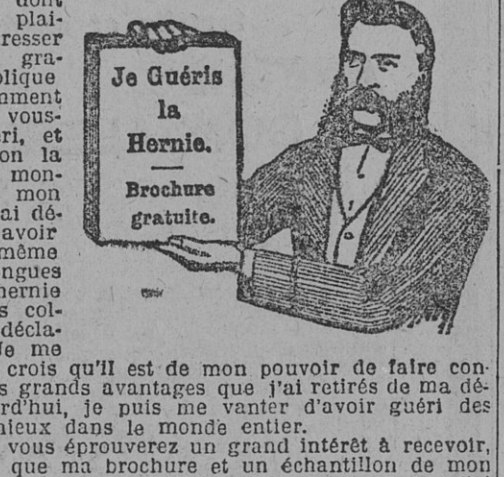 dont
plai-
resser
gra-
olique
mment
vous-
ri, et
on la
mon-
mon
ai dé-
avoir
même
ongues
hernie
s col-
décla-
Je me
Je Guéris
la
Hernie.
Brochure
gratuite.
crois qu'il est de mon pouvoir de faire con-
s grands avantages que j'ai retirés de ma dé-
rd'hui, je puis me vanter d'avoir guéri des
nieux dans le monde entier.
vous éprouverez un grand intérêt à recevoir,
que ma brochure et un échantillon de mon